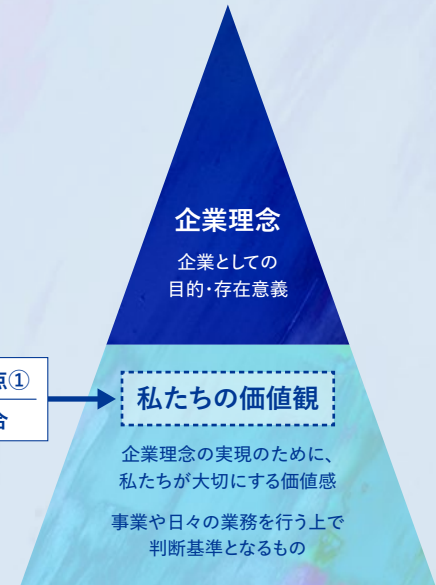 企業理念
企業としての
目的・存在意義
点①
合
私たちの価値観
企業理念の実現のために、
私たちが大切にする価値感
事業や日々の業務を行う上で
判断基準となるもの